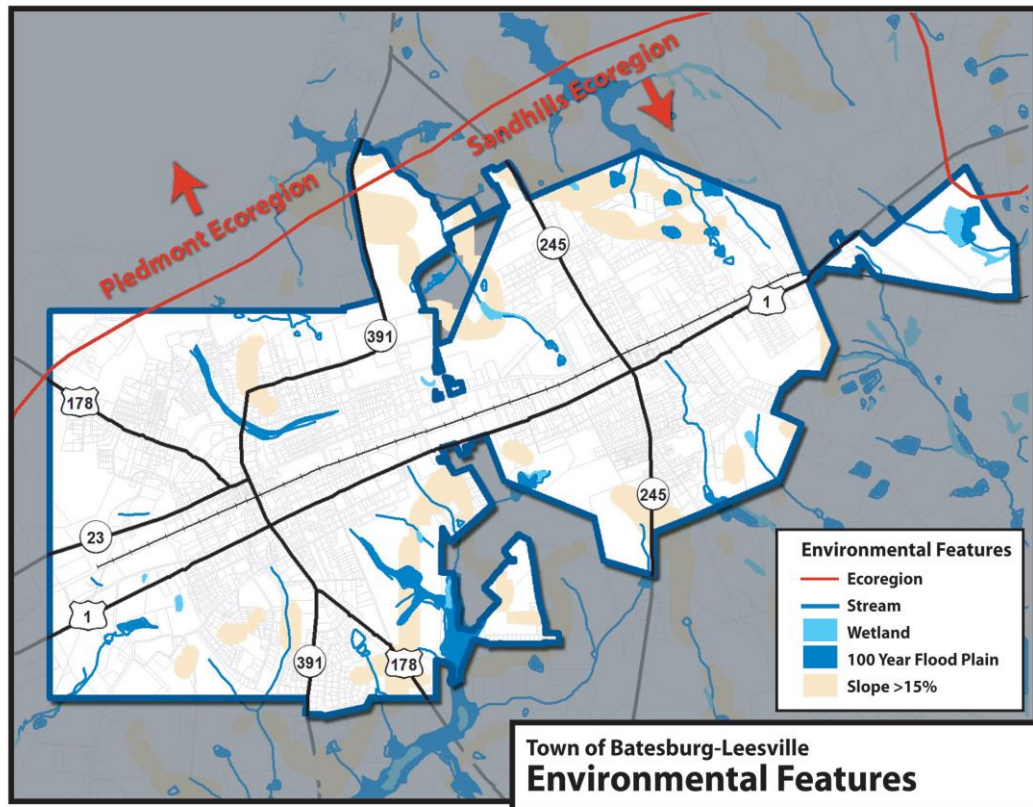 Piedmont Ecoregion
Sandhills Ecoregion
245
1
391
178
23
245
1
391
178
Environmental Features
Ecoregion
Stream
Wetland
100 Year Flood Plain
Slope >15%
Town of Batesburg-Leesville
Environmental Features